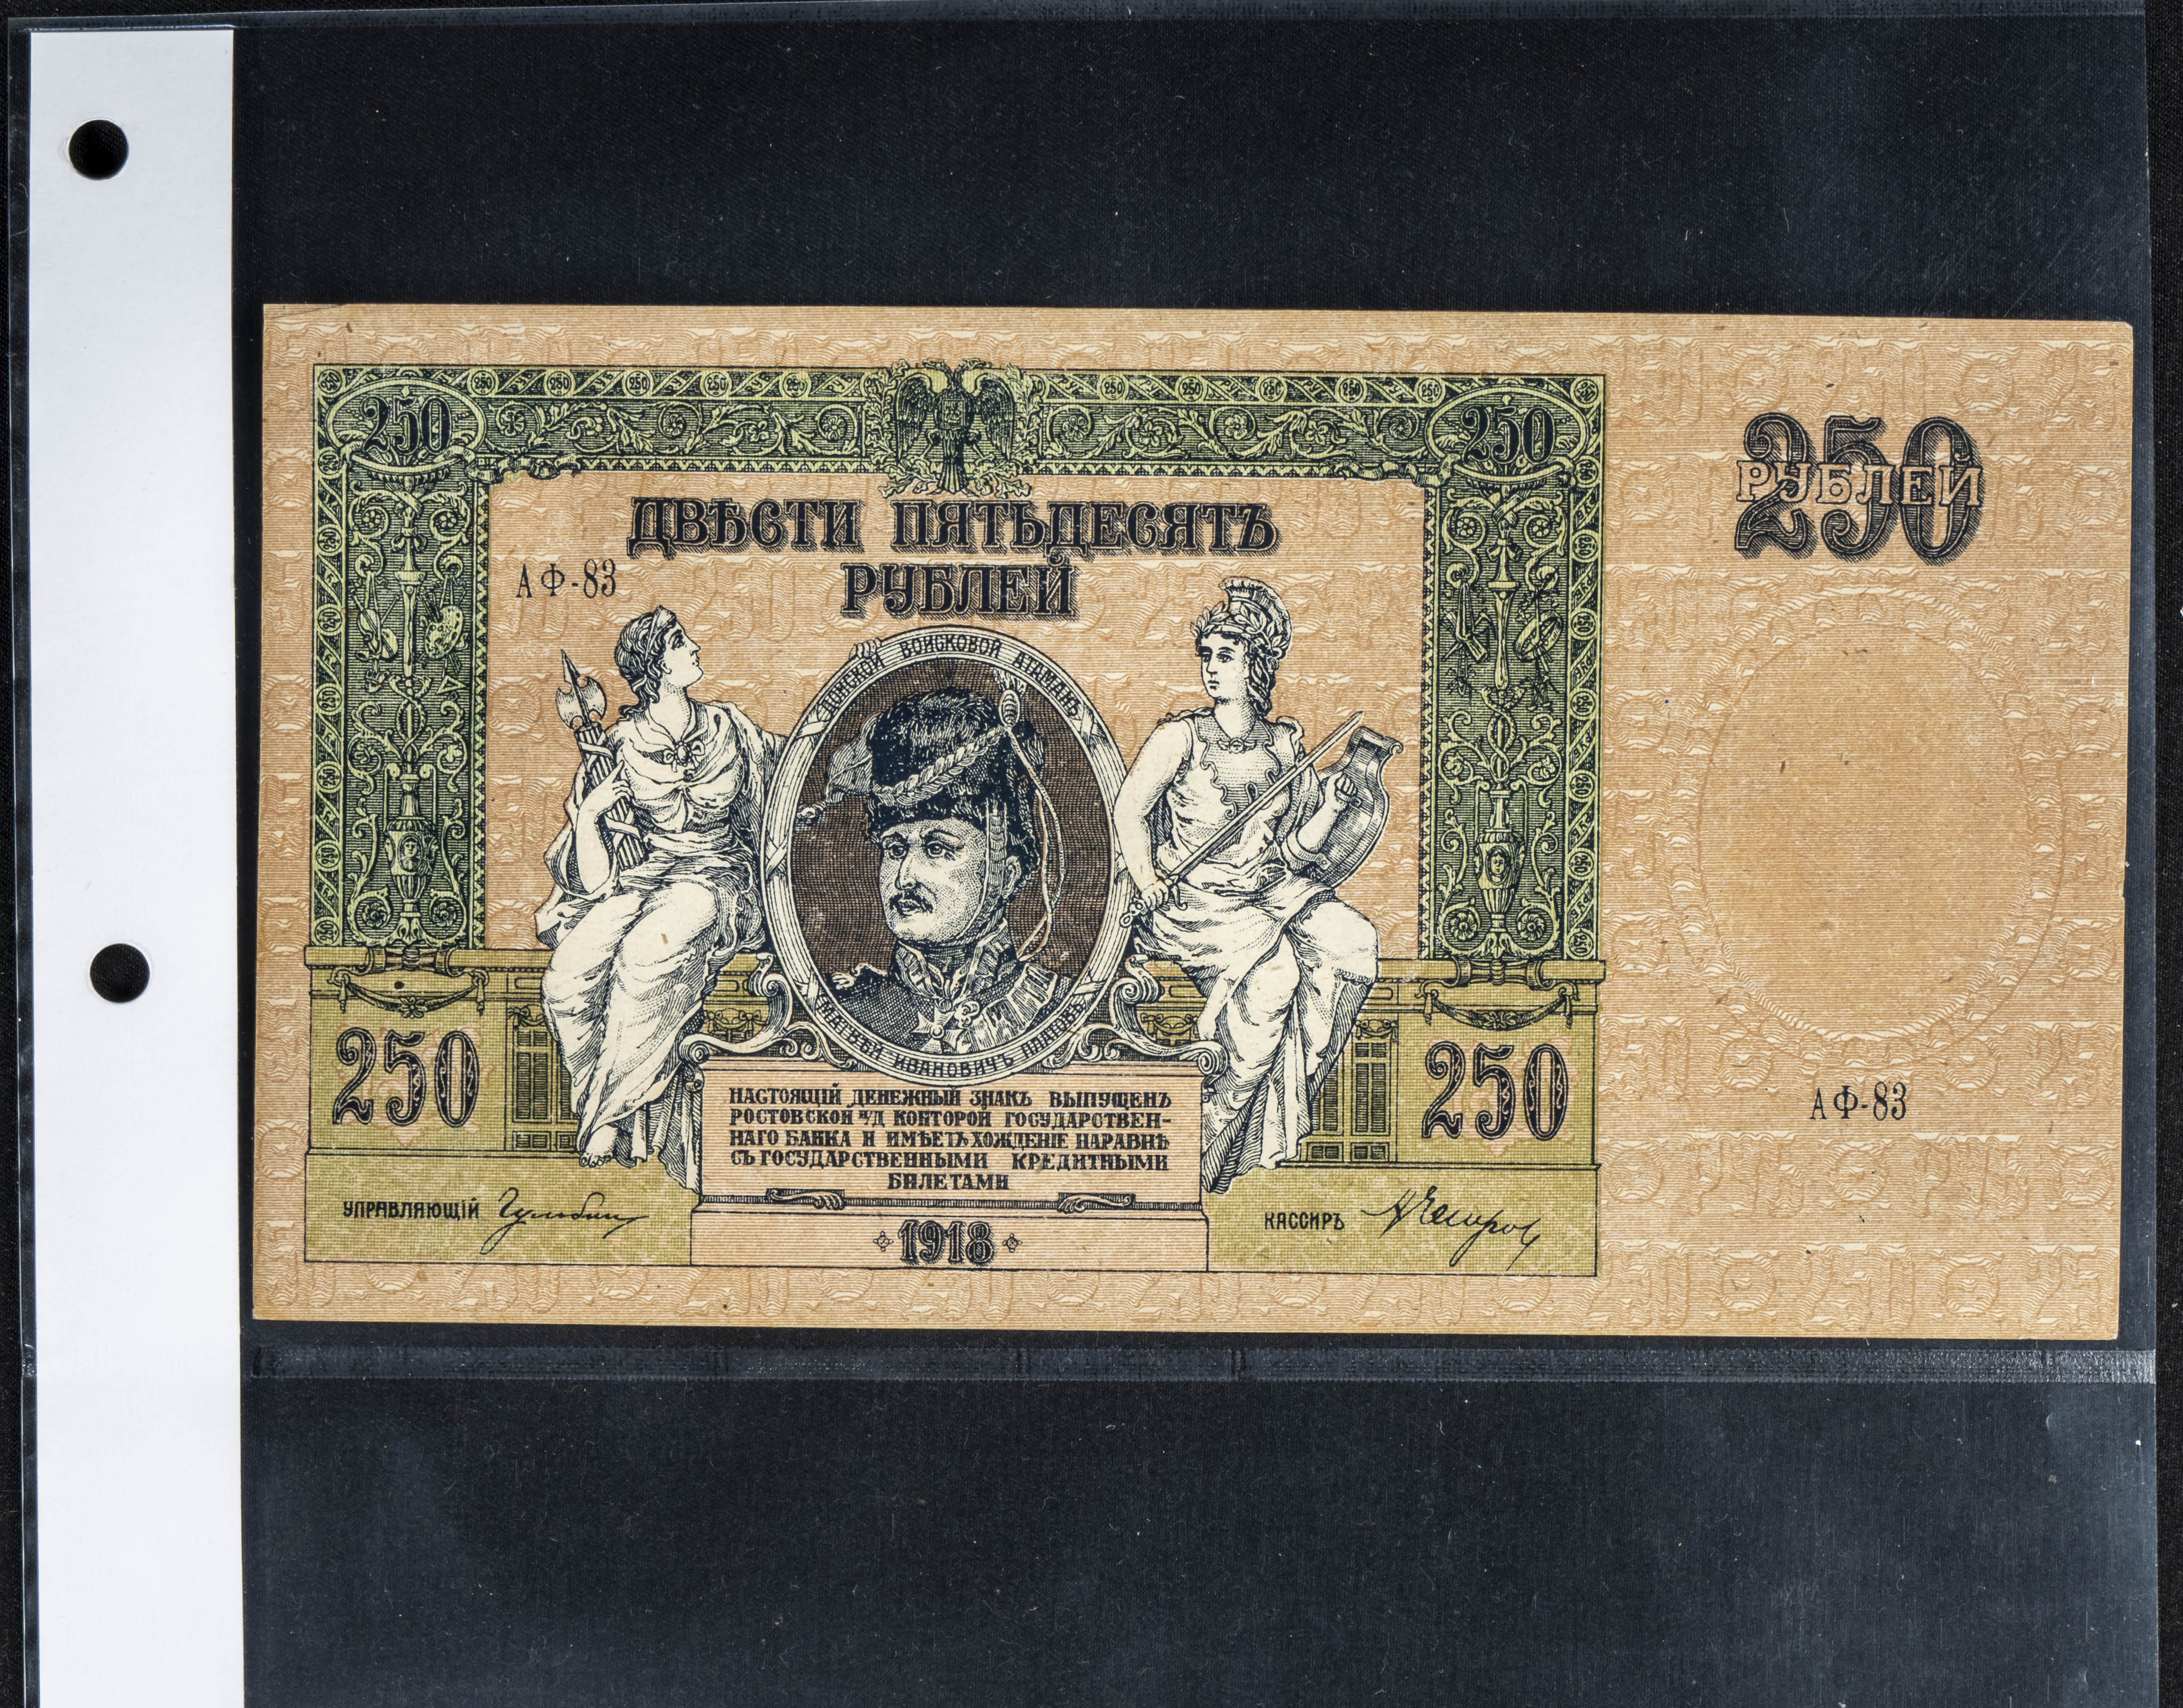 250
250
250
РУБЛЕЙ
ДВѢСТИ ПЯТЬДЕСЯТЪ
РУБЛЕЙ
АФ-83
ДОНСКОЙ ВОЙСКОВОЙ АТАМАНЪ
МАТВѢЙ ИВАНОВИЧЪ ПЛАТОВЪ
250
250
АФ-83
НАСТОЯЩІЙ ДЕНЕЖНЫЙ ЗНАКЪ ВЫПУЩЕНЪ
РОСТОВСКОЙ Н/Д КОНТОРОЙ ГОСУДАРСТВЕН-
НАГО БАНКА И ИМѢЕТЬ ХОЖДЕНІЕ НАРАВНѢ
СЪ ГОСУДАРСТВЕННЫМИ КРЕДИТНЫМИ
БИЛЕТАМИ
УПРАВЛЯЮЩІЙ
КАССИРЪ
1918